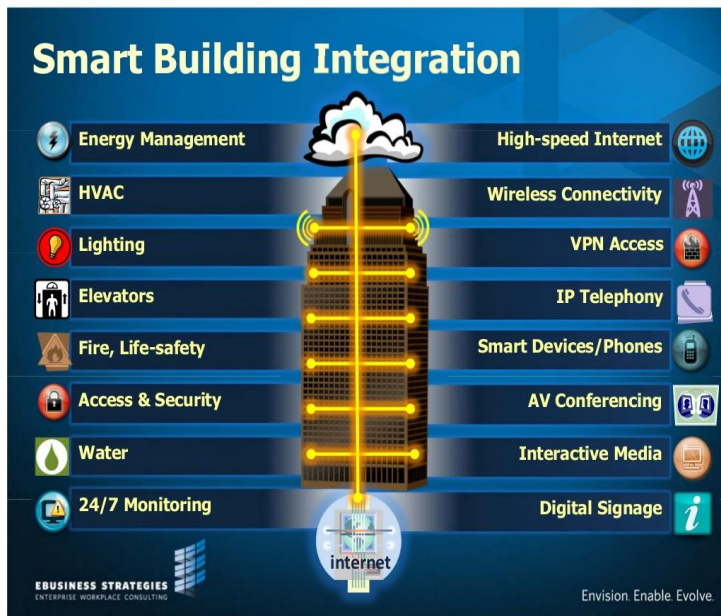 Smart Building Integration
Energy Management
HVAC
Lighting
Elevators
Fire, Life-safety
Access & Security
Water
24/7 Monitoring
High-speed Internet
Wireless Connectivity
VPN Access
IP Telephony
Smart Devices/Phones
AV Conferencing
Interactive Media
Digital Signage
i
internet
EBUSINESS STRATEGIES
ENTERPRISE WORKPLACE CONSULTING
Envision. Enable. Evolve.